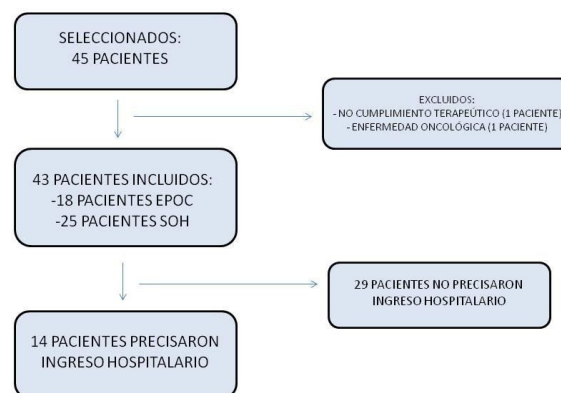 SELECCIONADOS:
45 PACIENTES
EXCLUIDOS:
- NO CUMPLIMIENTO TERAPEÚTICO (1 PACIENTE)
- ENFERMEDAD ONCOLÓGICA (1 PACIENTE)
43 PACIENTES INCLUIDOS:
-18 PACIENTES EPOC
-25 PACIENTES SOH
29 PACIENTES NO PRECISARON
INGRESO HOSPITALARIO
14 PACIENTES PRECISARON
INGRESO HOSPITALARIO